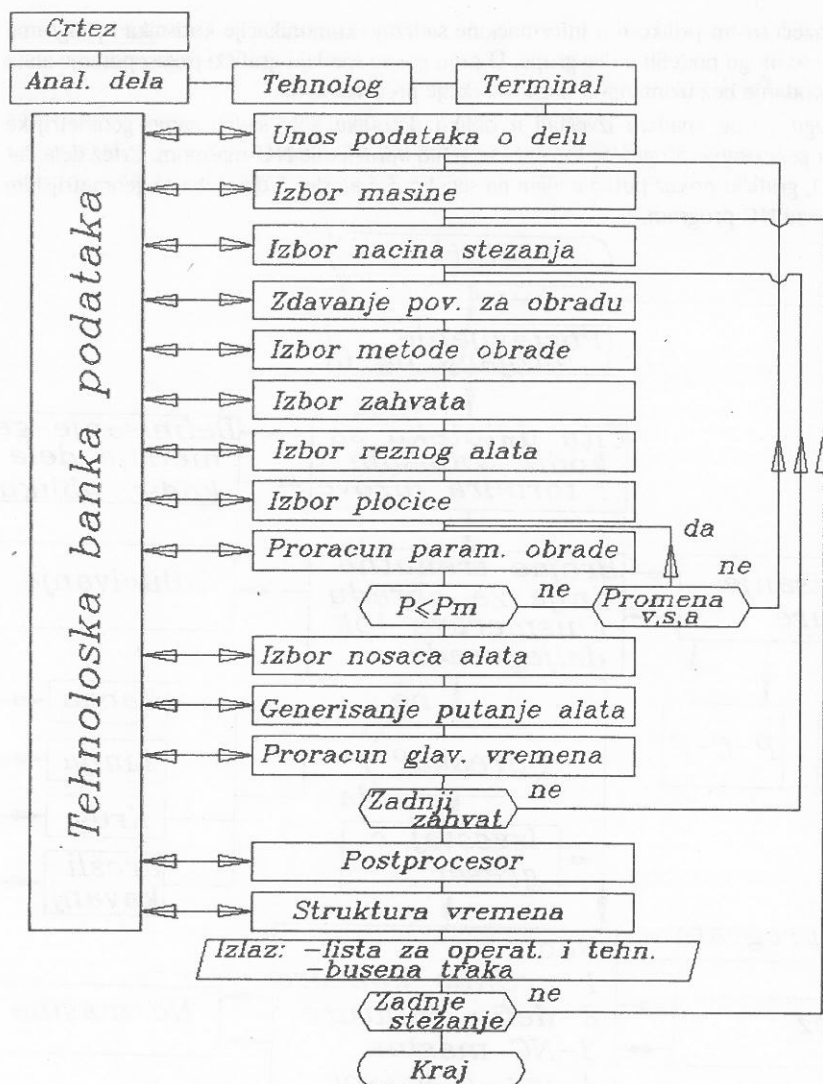 Crtez
Anal. dela
Tehnolog
Terminal
Tehnoloska banka podataka
Unos podataka o delu
Izbor masine
Izbor nacina stezanja
Zdavanje pov. za obradu
Izbor metode obrade
Izbor zahvata
Izbor reznog alata
Izbor plocice
da
Proracun param. obrade
ne
P<Pm
ne
Promena
v,s,a
Izbor nosaca alata
Generisanje putanje alata
Proracun glav. vremena
Zadnji
zahvat
ne
Postprocesor
Struktura vremena
Izlaz: -lista za operat. i tehn.
-busena traka
Zadnje
stezanje
ne
Kraj